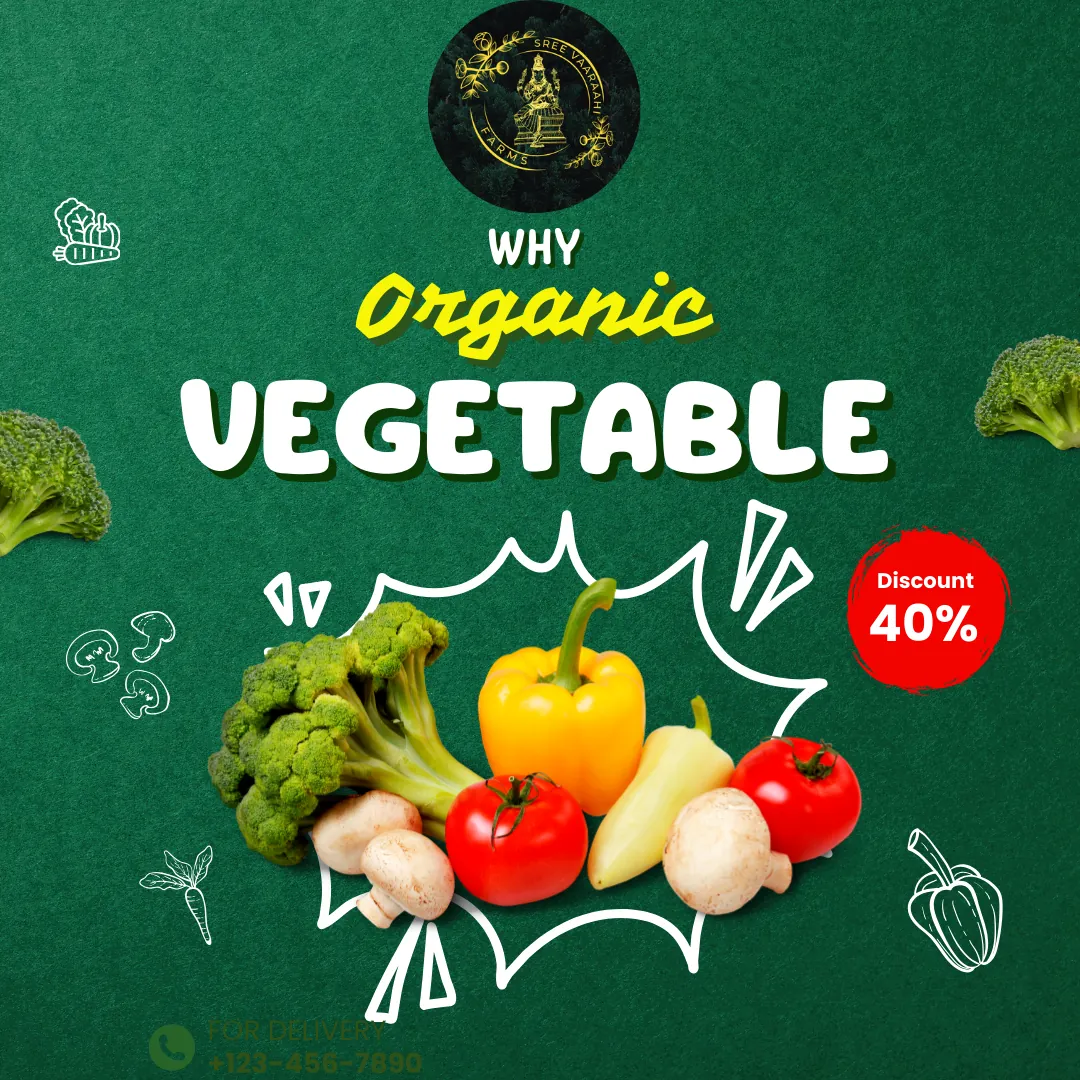 SREE VAARAAHI
FARMS
WHY
Organic
VEGETABLE
Discount
40%
FOR DELIVERY
+123-456-7890